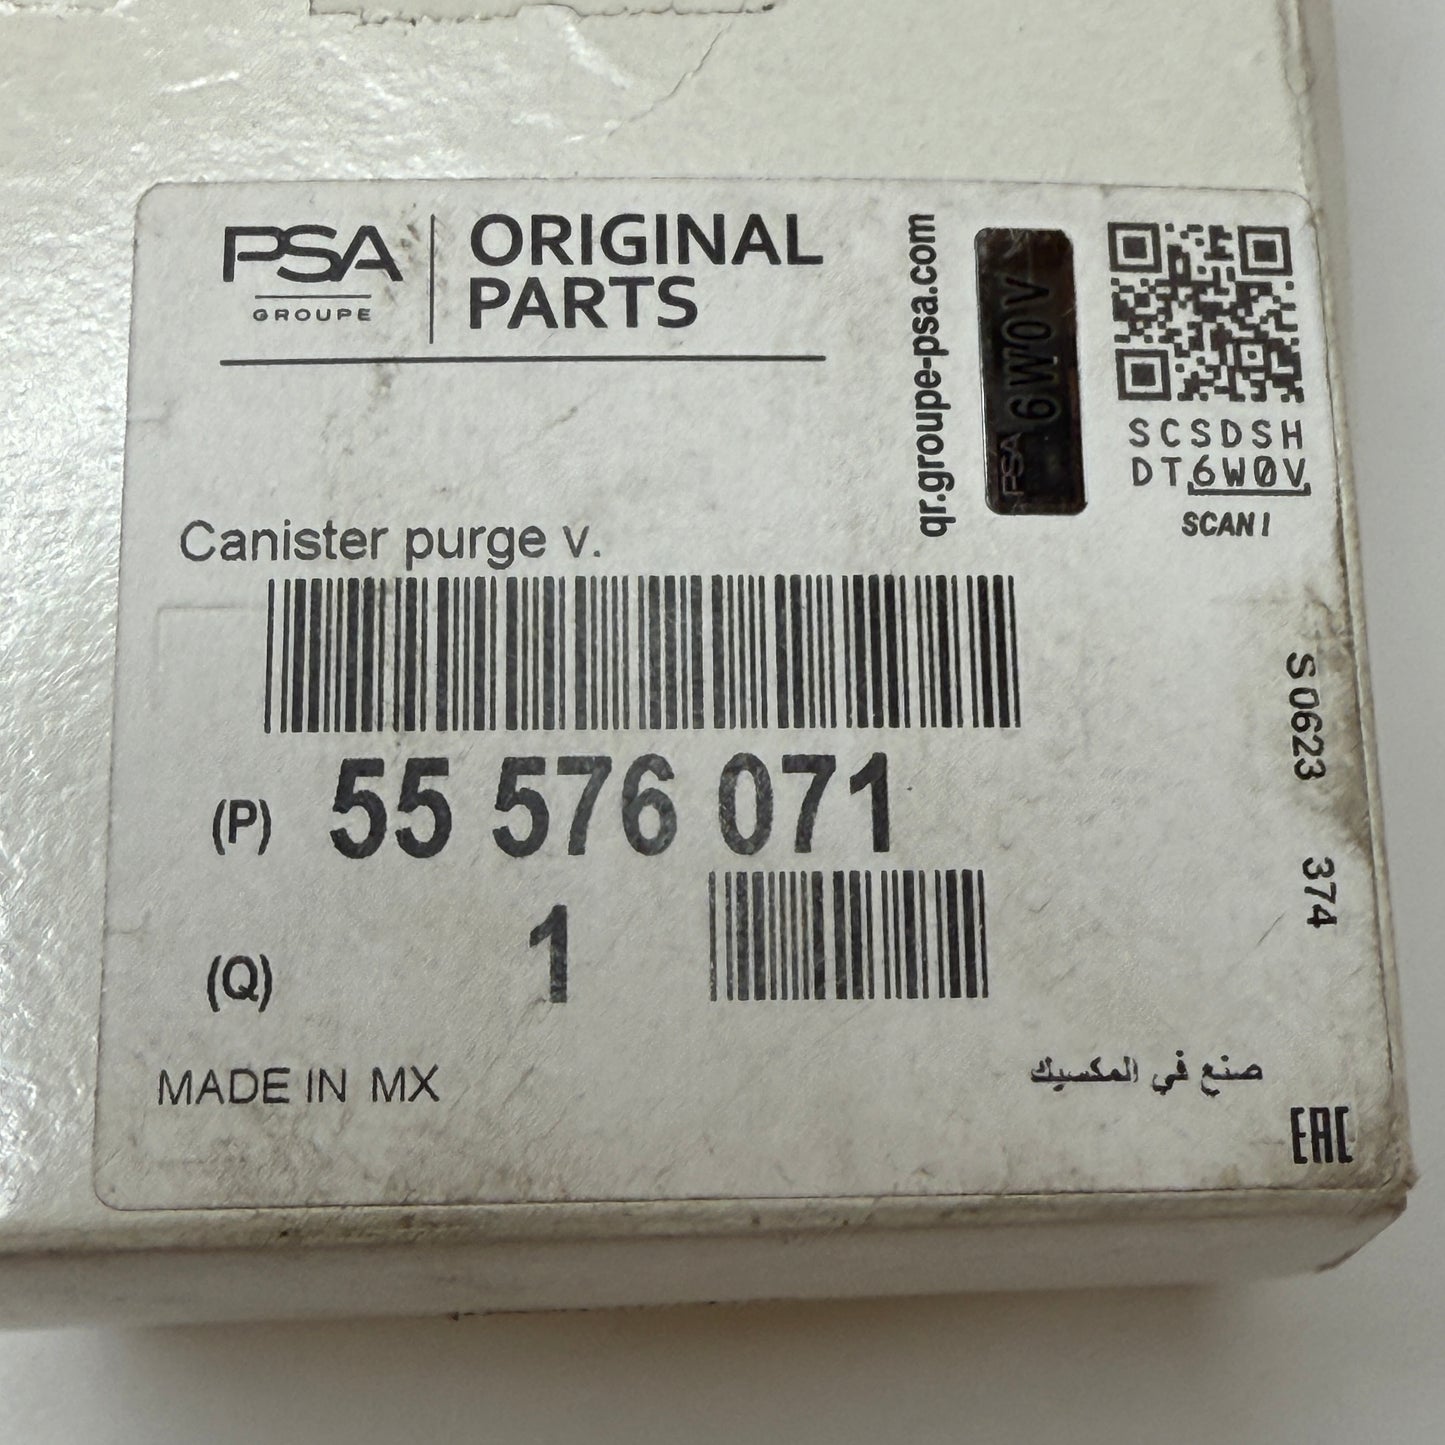 PSA
GROUPE
ORIGINAL
PARTS
qr.groupe-psa.com
6W0V
PSA
SCSDSH
DT6W0V
SCAN !
Canister purge v.
(P) 55 576 071
(Q) 1
S0623 374
MADE IN MX
صنع في المكسيك
EAC